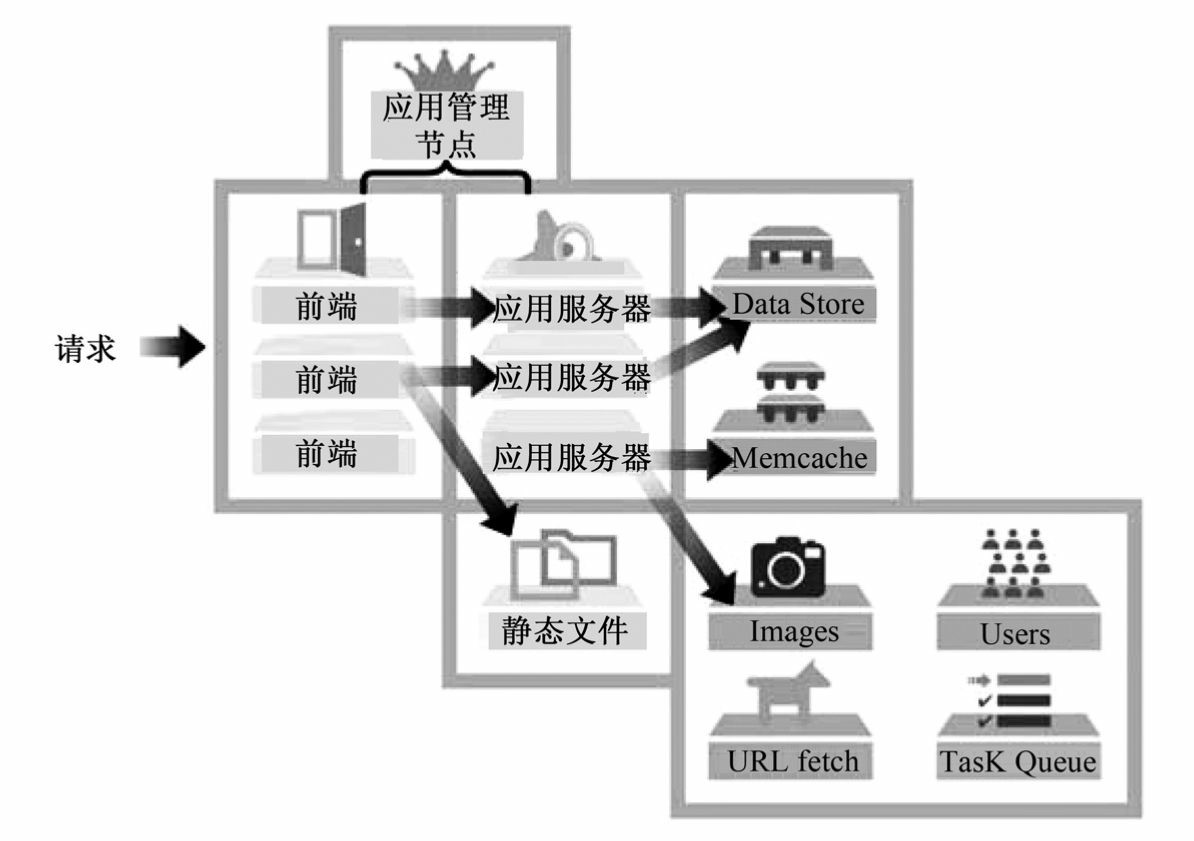 应用管理
节点
请求
前端
前端
前端
应用服务器
应用服务器
应用服务器
Data Store
Memcache
静态文件
Images
Users
URL fetch
TasK Queue